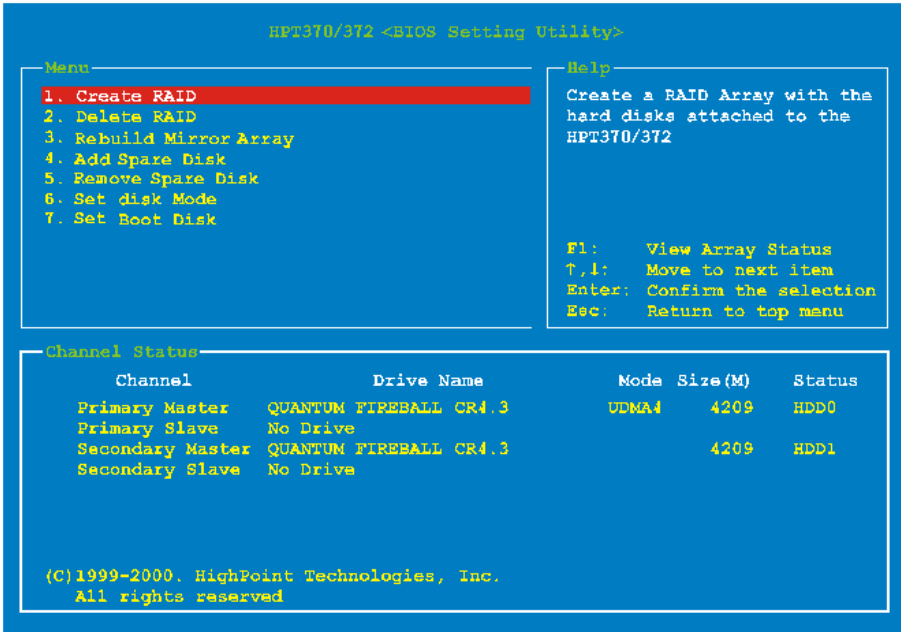 HPT370/372 <BIOS Setting Utility>
Menu
1. Create RAID
2. Delete RAID
3. Rebuild Mirror Array
4. Add Spare Disk
5. Remove Spare Disk
6. Set disk Mode
7. Set Boot Disk
Help
Create a RAID Array with the
hard disks attached to the
HPT370/372
F1: View Array Status
↑,↓: Move to next item
Enter: Confirm the selection
Esc: Return to top menu
Channel Status
Channel Drive Name Mode Size(M) Status
Primary Master QUANTUM FIREBALL CR4.3 UDMA4 4209 HDD0
Primary Slave No Drive
Secondary Master QUANTUM FIREBALL CR4.3 4209 HDD1
Secondary Slave No Drive
(C)1999-2000. HighPoint Technologies, Inc.
All rights reserved